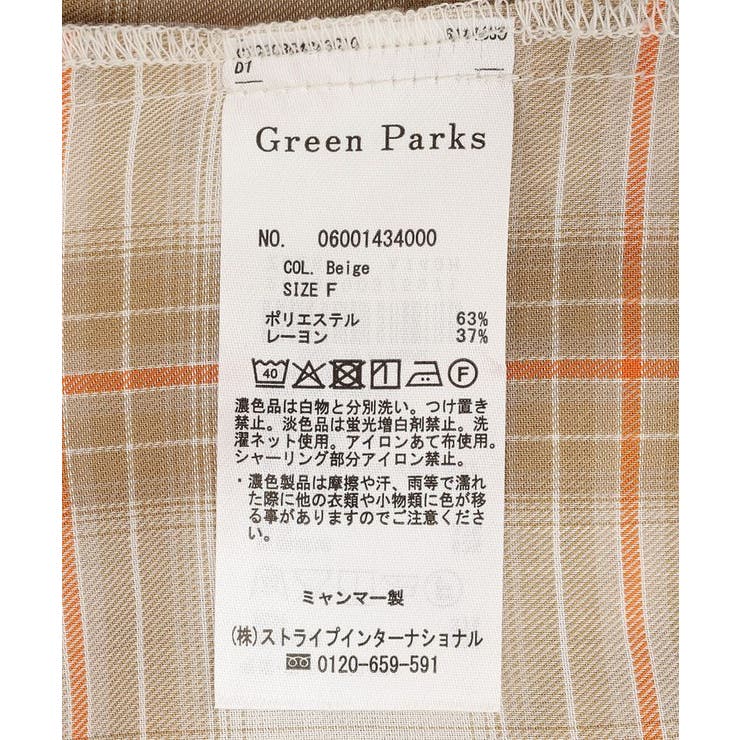 D1
Green Parks
NO. 06001434000
COL. Beige
SIZE F
ポリエステル 63%
レーヨン 37%
40
F
濃色品は白物と分別洗い。つけ置き
禁止。淡色品は蛍光増白剤禁止。洗
濯ネット使用。アイロンあて布使用。
シャーリング部分アイロン禁止。
・濃色製品は摩擦や汗、雨等で濡れ
た際に他の衣類や小物類に色が移
る事がありますのでご注意くださ
い。
ミャンマー製
(株)ストライプインターナショナル
0120-659-591